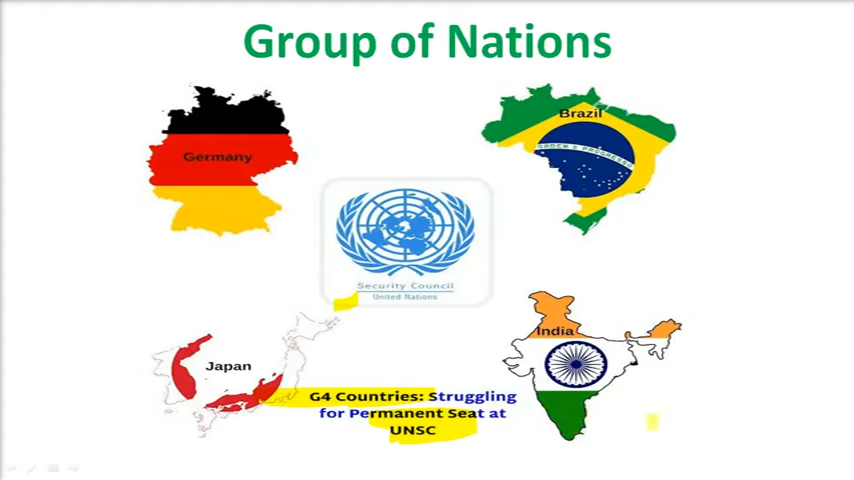 Group of Nations
Germany
Brazil
ORDEM E PROGRESSO
Security Council
United Nations
India
Japan
G4 Countries: Struggling
for Permanent Seat at
UNSC